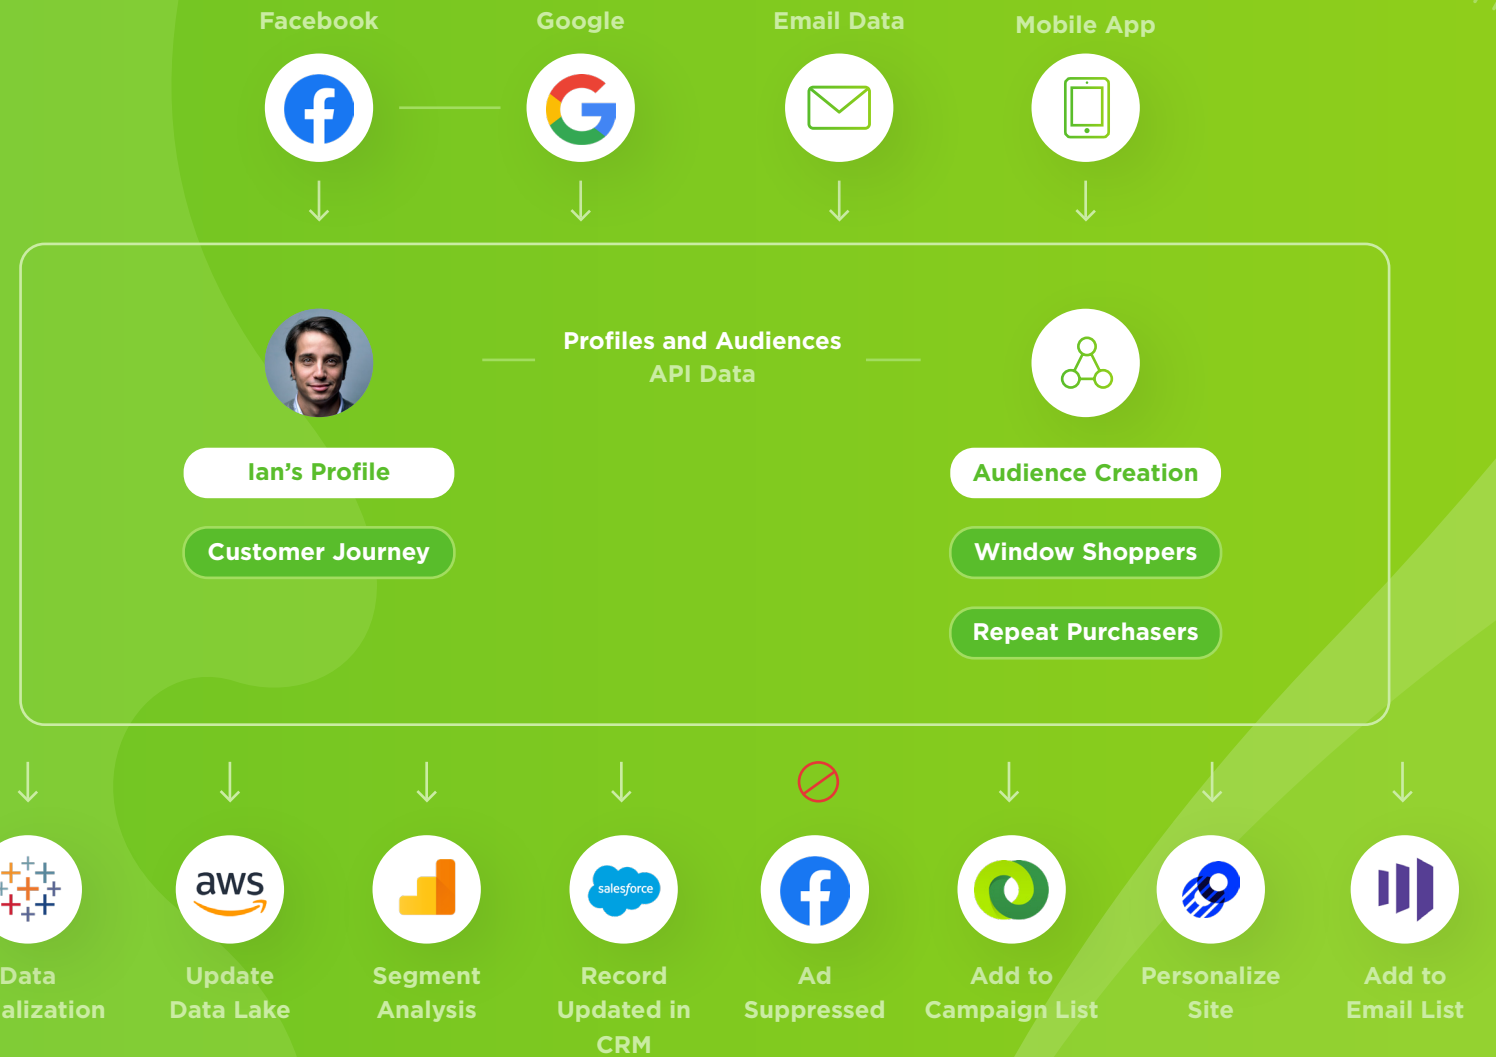 Facebook
Google
Email Data
Mobile App
Profiles and Audiences
API Data
Ian’s Profile
Customer Journey
Audience Creation
Window Shoppers
Repeat Purchasers
aws
salesforce
Data
alization
Update
Data Lake
Segment
Analysis
Record
Updated in
CRM
Ad
Suppressed
Add to
Campaign List
Personalize
Site
Add to
Email List